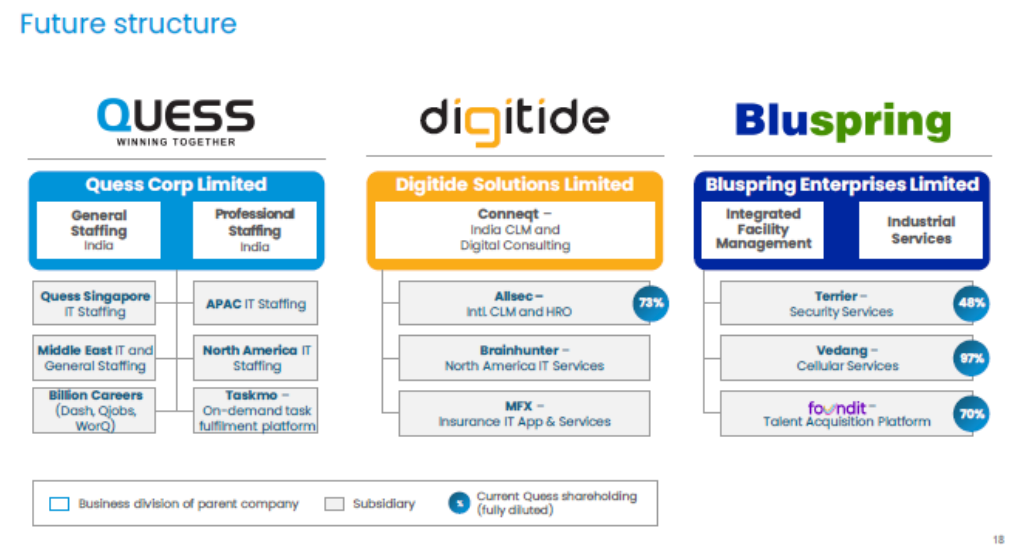 Future structure
QUESS
WINNING TOGETHER
digitide
Bluspring
Quess Corp Limited
General
Staffing
India
Professional
Staffing
India
Quess Singapore
IT Staffing
APAC IT Staffing
Middle East IT and
General Staffing
North America IT
Staffing
Billion Careers
(Dash, Qjobs,
WorQ)
Taskmo –
On-demand task
fulfilment platform
Digitide Solutions Limited
Conneqt –
India CLM and
Digital Consulting
Allsec –
Intl. CLM and HRO
73%
Brainhunter –
North America IT Services
MFX –
Insurance IT App & Services
Bluspring Enterprises Limited
Integrated
Facility
Management
Industrial
Services
Terrier –
Security Services
48%
Vedang –
Cellular Services
97%
foundit –
Talent Acquisition Platform
70%
Business division of parent company
Subsidiary
%
Current Quess shareholding
(fully diluted)
18